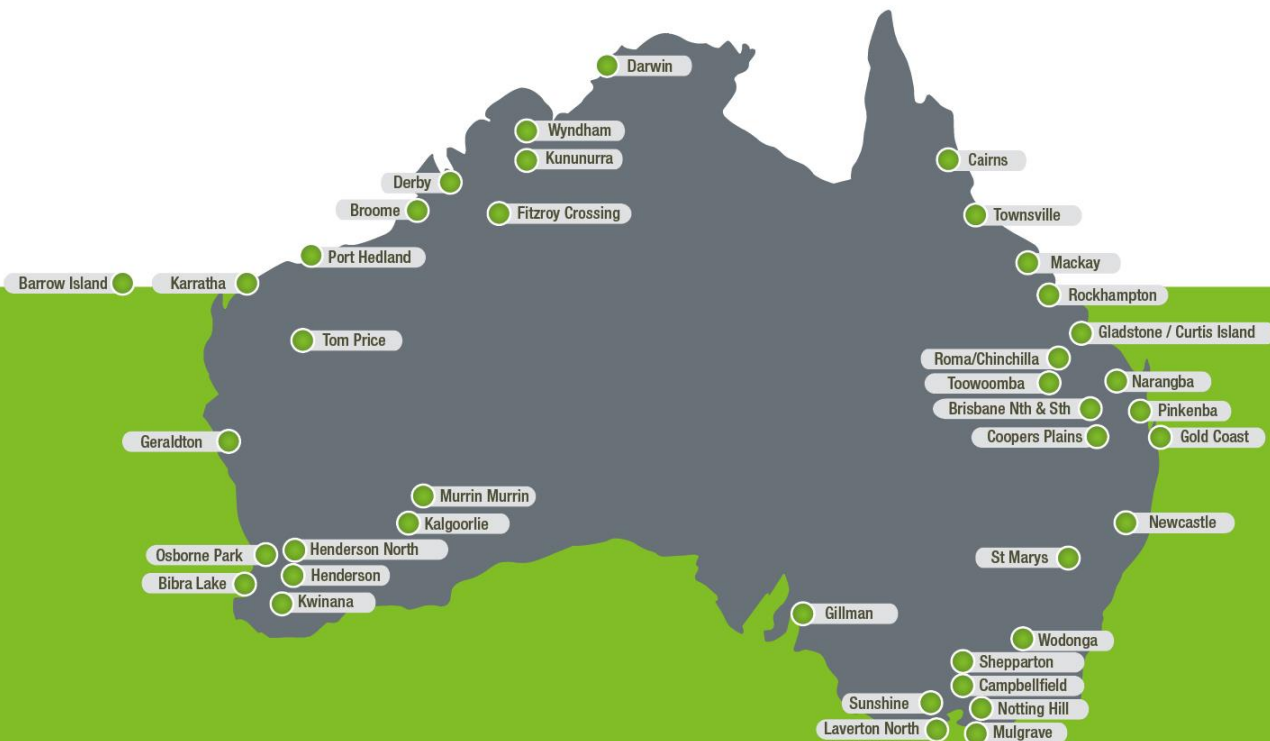 Darwin
Wyndham
Kununurra
Cairns
Derby
Broome
Fitzroy Crossing
Townsville
Port Hedland
Mackay
Barrow Island
Karratha
Rockhampton
Gladstone / Curtis Island
Tom Price
Roma/Chinchilla
Toowoomba
Narangba
Brisbane Nth & Sth
Pinkenba
Geraldton
Coopers Plains
Gold Coast
Murrin Murrin
Kalgoorlie
Newcastle
Osborne Park
Henderson North
St Marys
Bibra Lake
Henderson
Kwinana
Gillman
Wodonga
Shepparton
Campbellfield
Sunshine
Notting Hill
Laverton North
Mulgrave